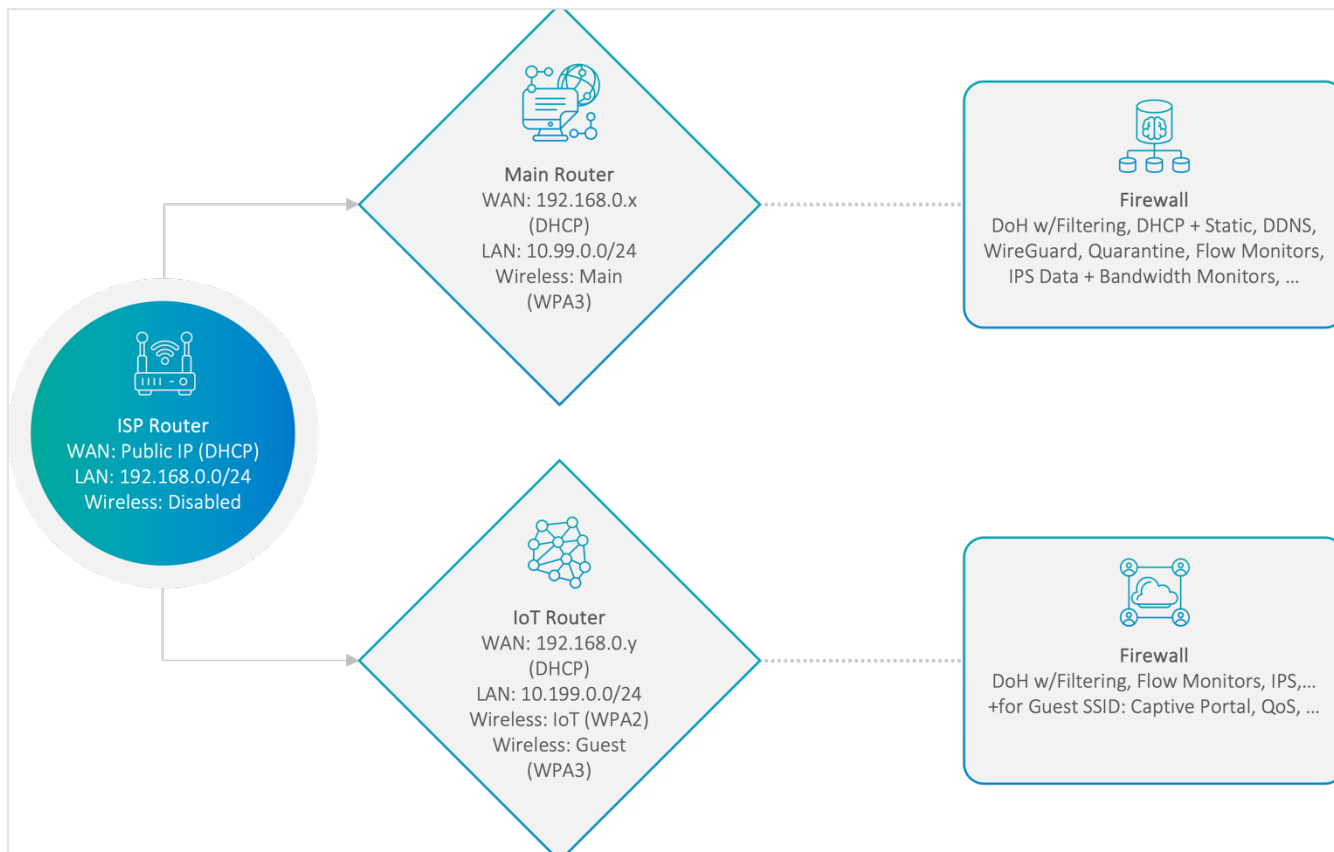 Main Router
WAN: 192.168.0.x
(DHCP)
LAN: 10.99.0.0/24
Wireless: Main
(WPA3)
Firewall
DoH w/Filtering, DHCP + Static, DDNS,
WireGuard, Quarantine, Flow Monitors,
IPS Data + Bandwidth Monitors, ...
ISP Router
WAN: Public IP (DHCP)
LAN: 192.168.0.0/24
Wireless: Disabled
IoT Router
WAN: 192.168.0.y
(DHCP)
LAN: 10.199.0.0/24
Wireless: IoT (WPA2)
Wireless: Guest
(WPA3)
Firewall
DoH w/Filtering, Flow Monitors, IPS,...
+for Guest SSID: Captive Portal, QoS, ...